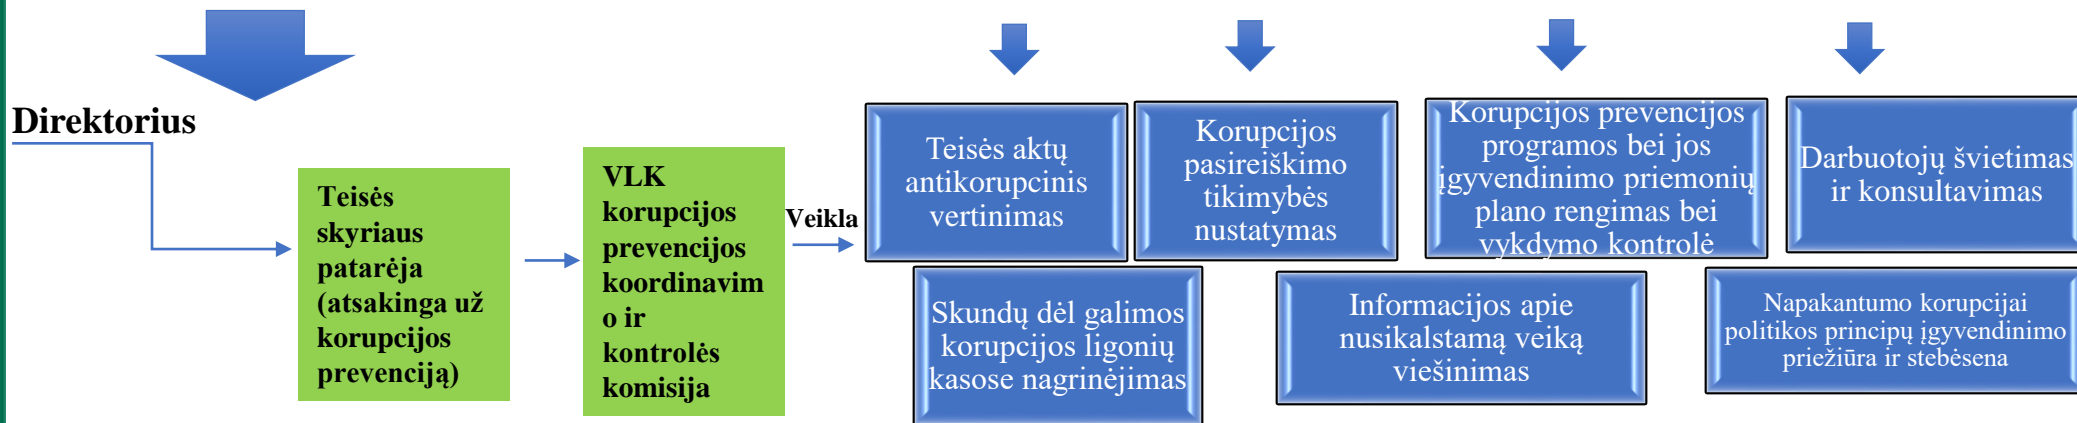 Direktorius
Teisės
skyriaus
patarėja
(atsakinga už
korupcijos
prevenciją)
VLK
korupcijos
prevencijos
koordinavim
o ir
kontrolės
komisija
Veikla
Teisės aktų
antikorupcinis
vertinimas
Korupcijos
pasireiškimo
tikimybės
nustatymas
Korupcijos prevencijos
programos bei jos
įgyvendinimo priemonių
plano rengimas bei
vykdymo kontrolė
Darbuotojų švietimas
ir konsultavimas
Skundų dėl galimos
korupcijos ligonių
kasose nagrinėjimas
Informacijos apie
nusikalstamą veiką
viešinimas
Napakantumo korupcijai
politikos principų įgyvendinimo
priežiūra ir stebėsena